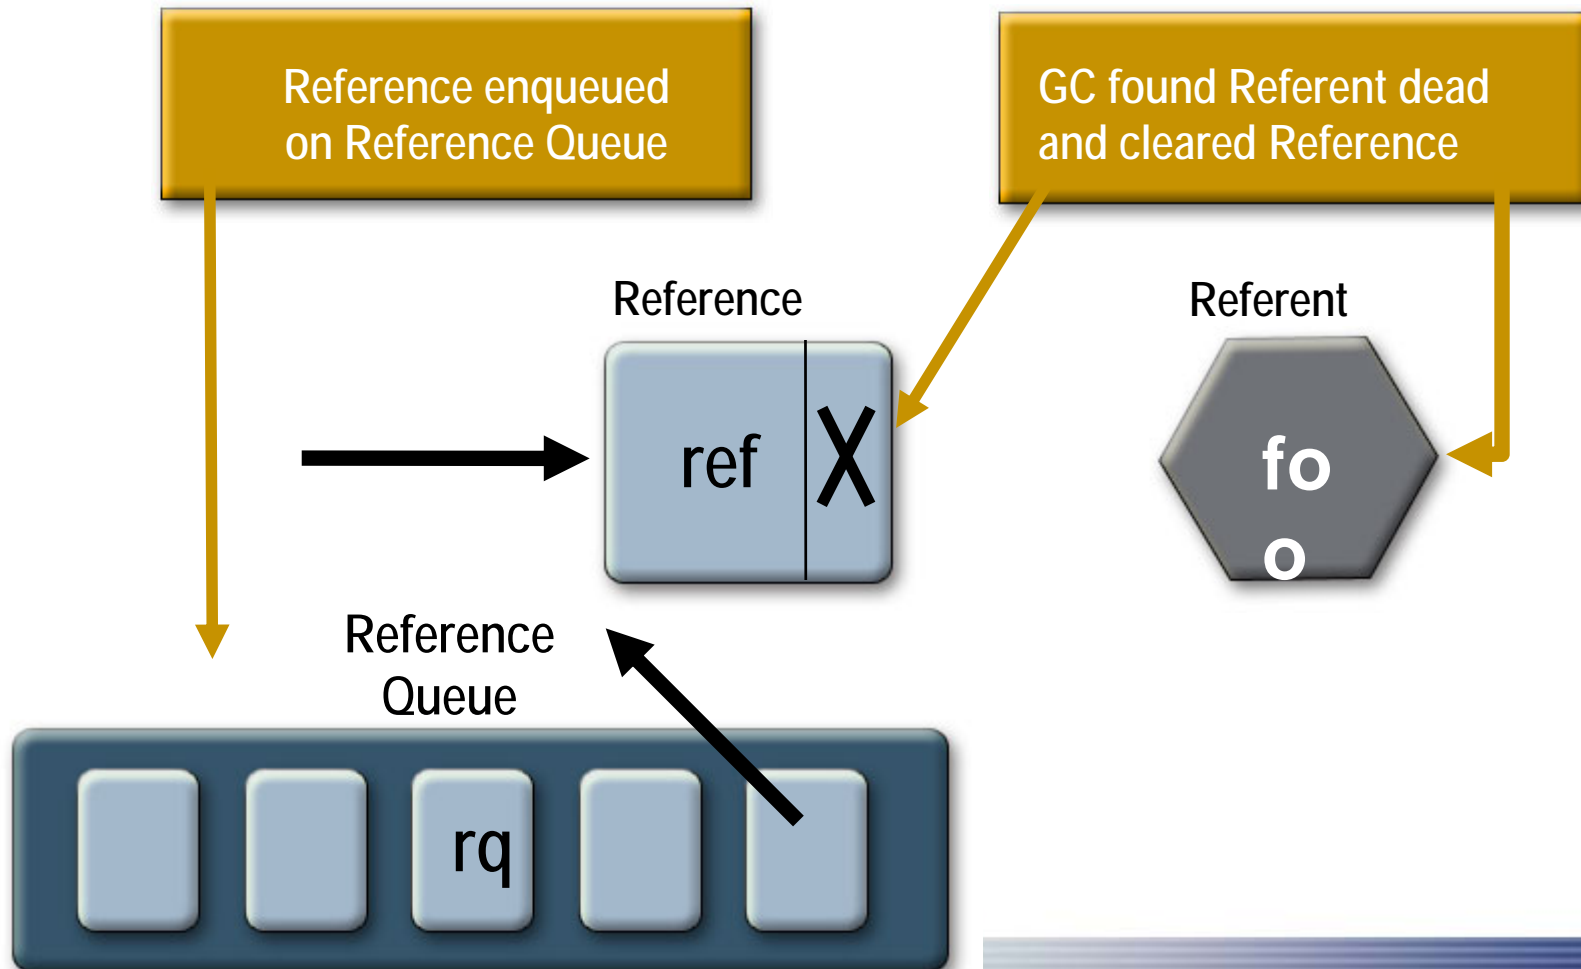 Reference enqueued
on Reference Queue
GC found Referent dead
and cleared Reference
Reference
Referent
ref
X
fo
o
Reference
Queue
rq